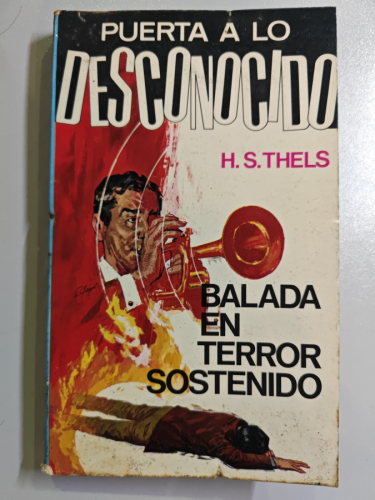 PUERTA A LO
DESCONOCIDO
H. S. THELS
BALADA
EN
TERROR
SOSTENIDO